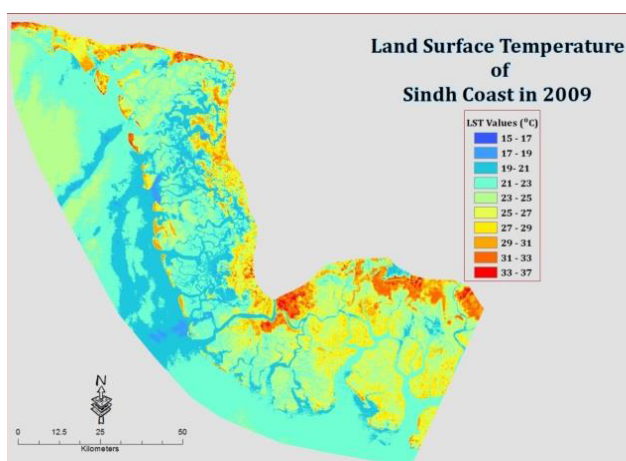 Land Surface Temperature
of
Sindh Coast in 2009
LST Values (°C)
15 - 17
17 - 19
19- 21
21 - 23
23 - 25
25 - 27
27 - 29
29 - 31
31 - 33
33 - 37
N
0 12.5 25 50
Kilometers